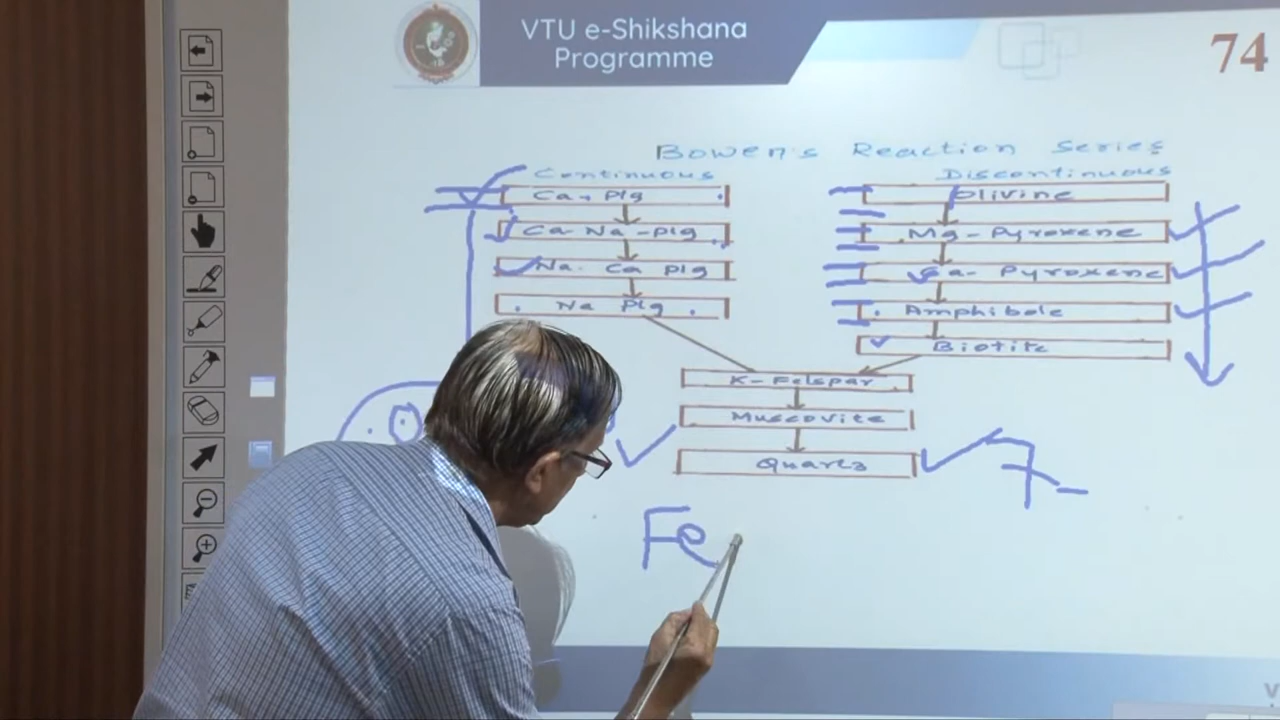 VTU e-Shikshana
Programme
74
Bowen's Reaction Series
Continuous
Discontinuous
Ca - Plg
Olivine
Ca-Na-Plg
Mg-Pyroxene
Na-Ca Plg
Ca- Pyroxene
Na Plg
Amphibole
Biotite
K-Felspar
Muscovite
Quartz
7
Fe
V